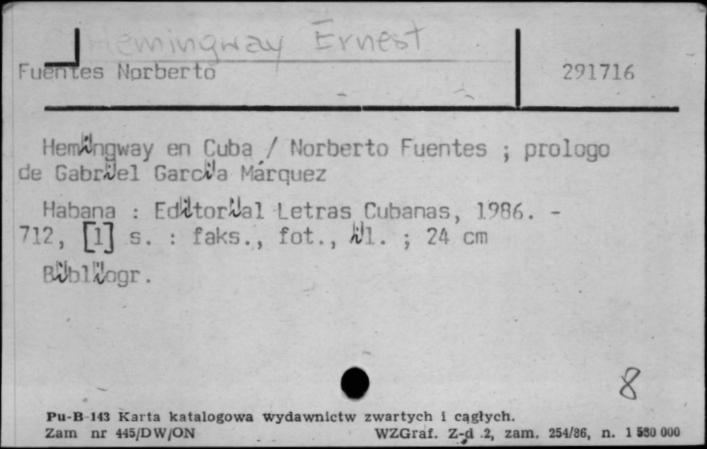 Hemingway Ernest
Fuentes Norberto 291716
Hemingway en Cuba / Norberto Fuentes ; prologo
de Gabriel Garcia Márquez
Habana : Editorial Letras Cubanas, 1986. -
712, [1] s. : faks., fot., il. ; 24 cm
Bibliogr.
8
Pu-B-143 Karta katalogowa wydawnictw zwartych i ciągłych.
Zam nr 445/DW/ON WZGraf. Z-d 2, zam. 254/86, n. 1 530 000